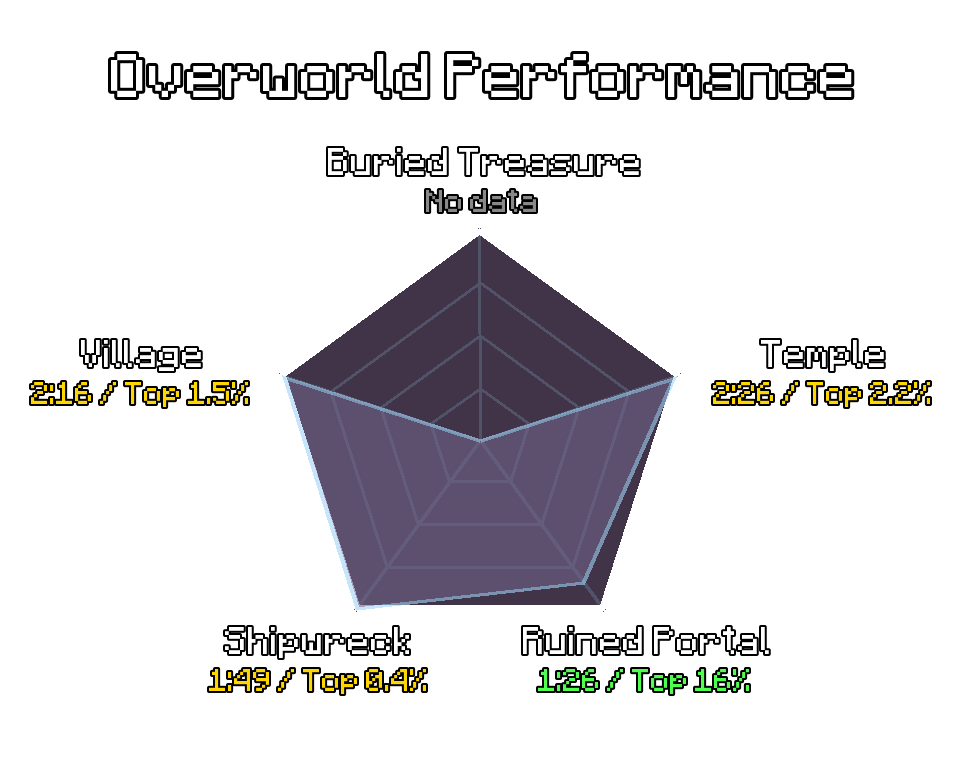 Overworld Performance
Buried Treasure
No data
Village
2:16 / Top 1.5%
Temple
2:26 / Top 2.2%
Shipwreck
1:49 / Top 0.4%
Ruined Portal
1:26 / Top 16%